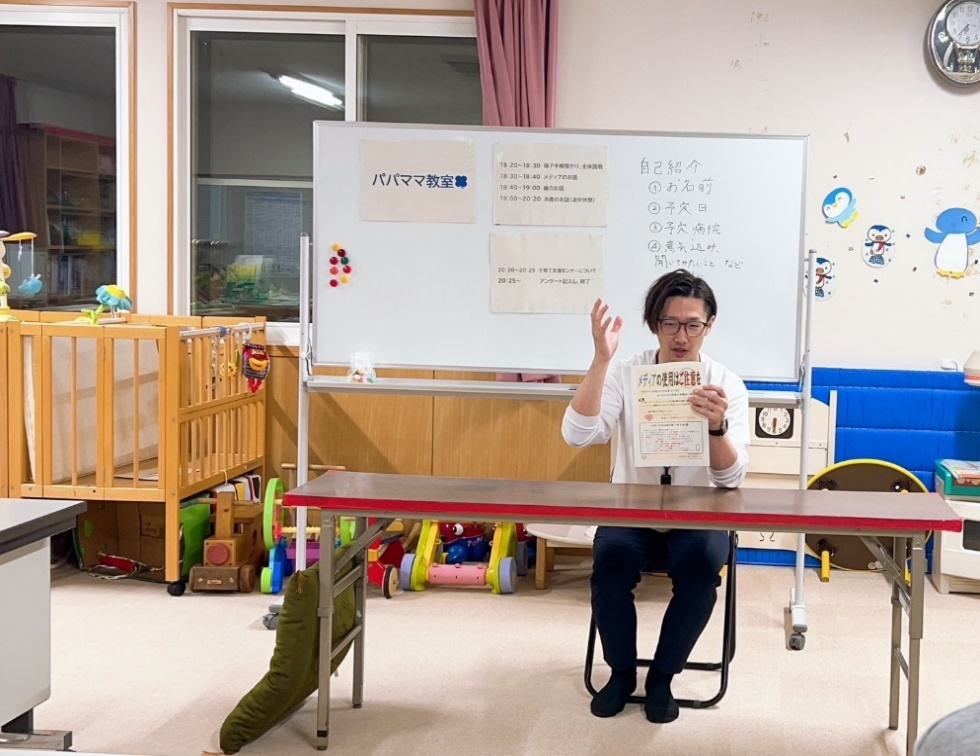 パパママ教室
18:20～18:30 母子手帳預かり、全体説明
18:30～18:40 メディアのお話
18:40～19:00 歯のお話
19:00～20:20 お産のお話(途中休憩)
20:20～20:25 子育て支援センターについて
20:25～ アンケート記入し、終了
自己紹介
①お名前
②予定日
③予定病院
④意気込み、
聞いてみたいこと など
メディアの使用はご注意を